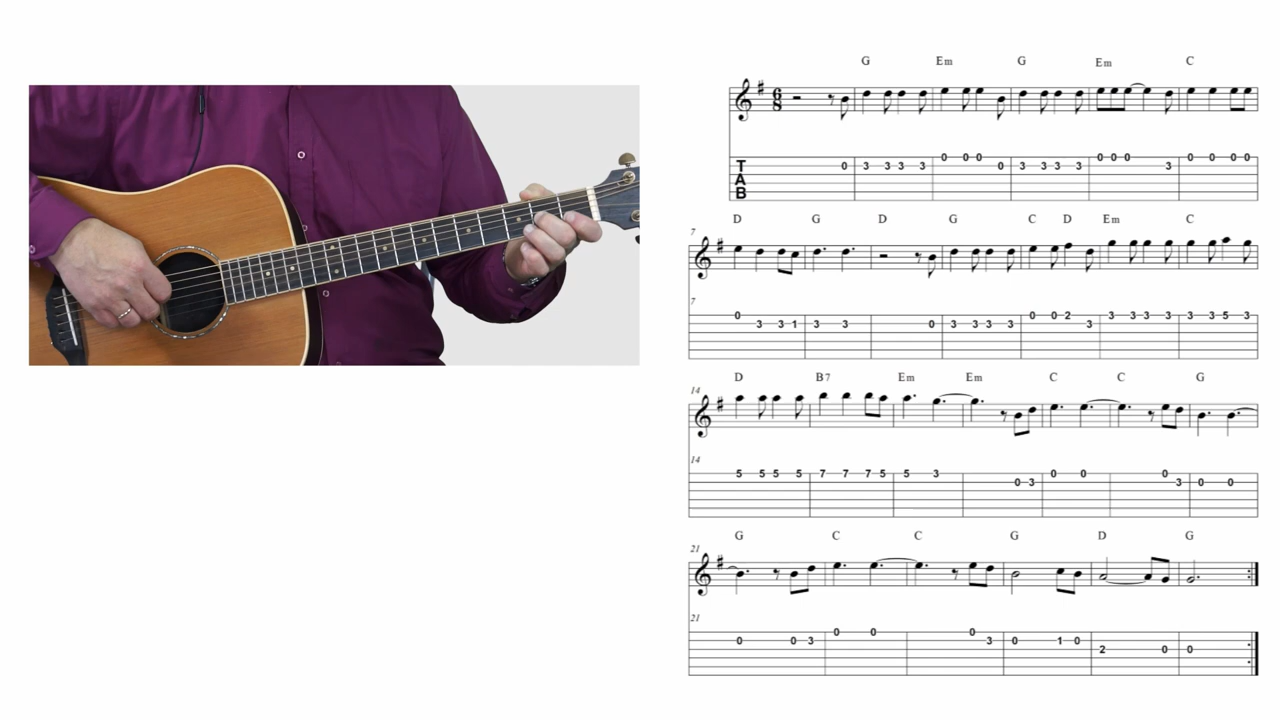 G Em G Em C
6
8
0 3 3 3 3 0 0 0 0 3 3 3 3 0 0 0 3 0 0 0 0
T
A
B
D G D G C D Em C
7
7
0 3 3 1 3 3 0 3 3 3 3 0 0 2 3 3 3 3 3 3 3 5 3
D B7 Em Em C C G
14
14
5 5 5 5 7 7 7 5 5 3 0 3 0 0 0 3 0 0
G C C G D G
21
21
0 0 3 0 0 0 3 0 1 0 2 0 0